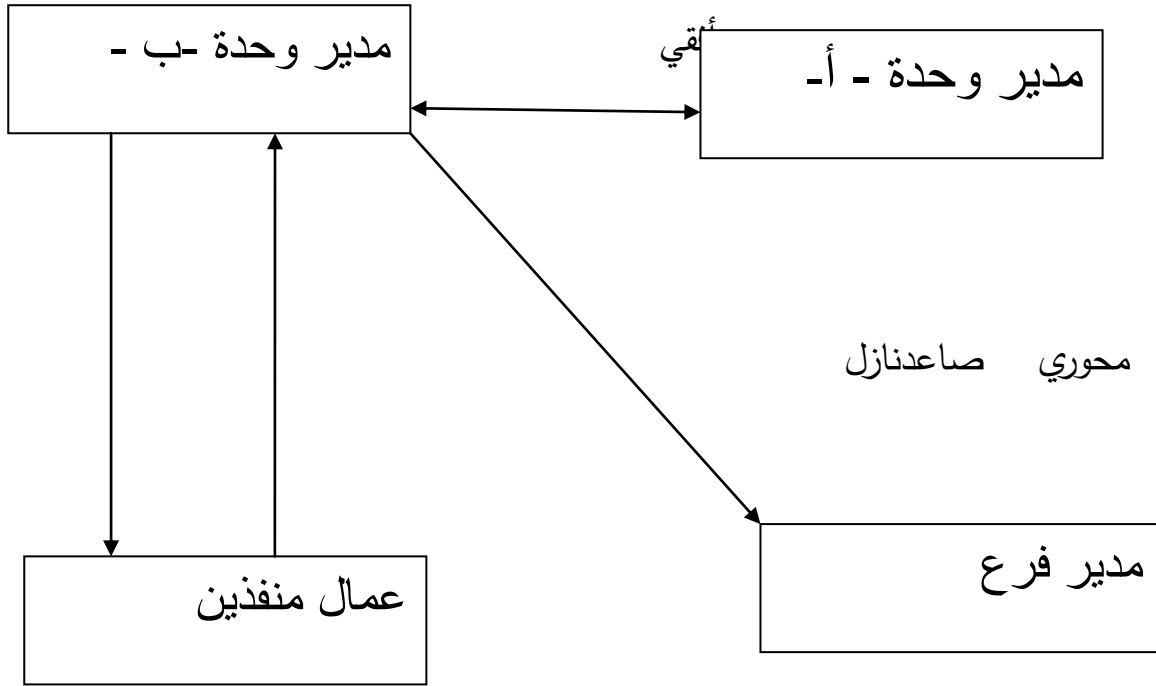 أفقي
مدير وحدة - أ-
مدير وحدة -ب -
محوري صاعدنازل
مدير فرع
عمال منفذين